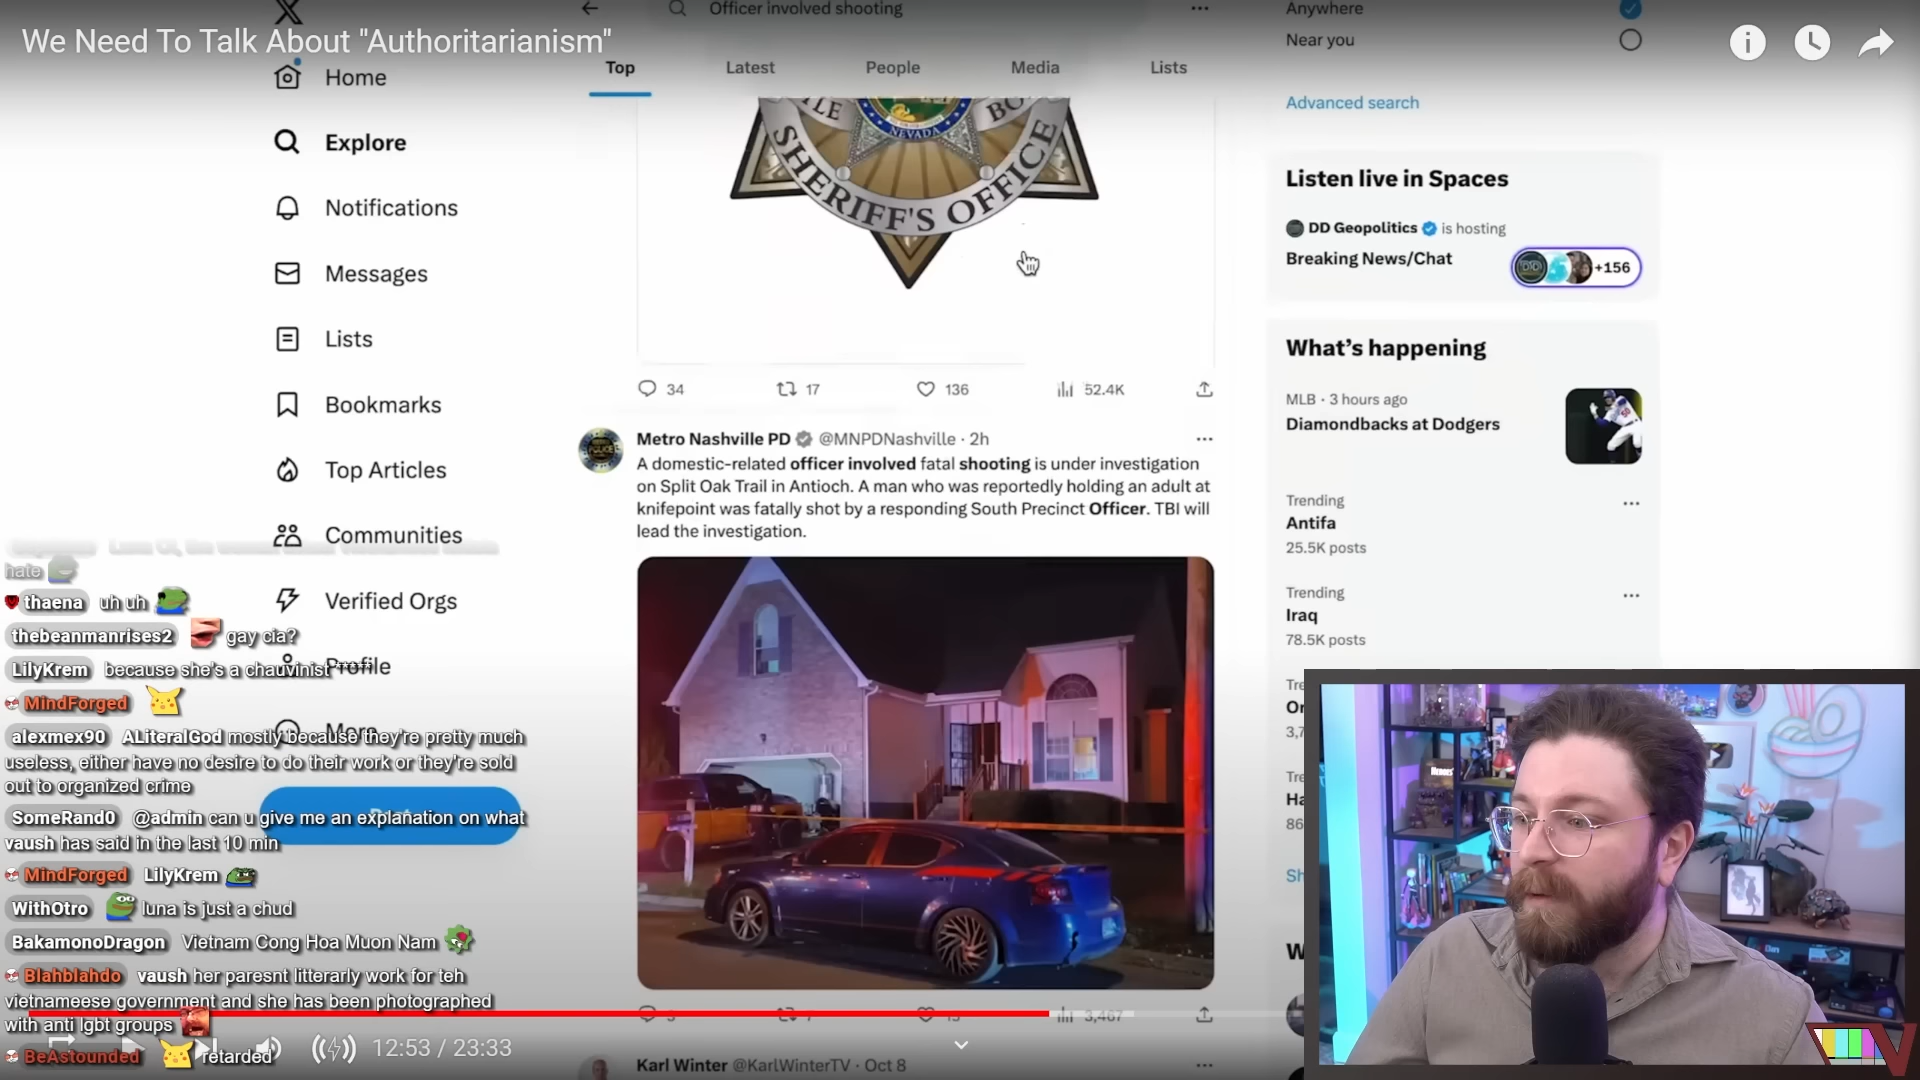 We Need To Talk About "Authoritarianism"
Officer involved shooting
Top
Latest
People
Media
Lists
Home
Explore
Notifications
Messages
Lists
Bookmarks
Top Articles
Communities
Verified Orgs
Profile
More
NEVADA
SHERIFF'S OFFICE
34
17
136
52.4K
Metro Nashville PD @MNPDNashville · 2h
A domestic-related officer involved fatal shooting is under investigation
on Split Oak Trail in Antioch. A man who was reportedly holding an adult at
knifepoint was fatally shot by a responding South Precinct Officer. TBI will
lead the investigation.
3,467
Karl Winter @KarlWinterTV · Oct 8
Anywhere
Near you
Advanced search
Listen live in Spaces
DD Geopolitics is hosting
Breaking News/Chat
+156
What's happening
MLB · 3 hours ago
Diamondbacks at Dodgers
Trending
Antifa
25.5K posts
Trending
Iraq
78.5K posts
hate
thaena uh uh
thebeanmanrises2 gay cia?
LilyKrem because she's a chauvinist
MindForged
alexmex90 ALiteralGod mostly because they're pretty much
useless, either have no desire to do their work or they're sold
out to organized crime
SomeRand0 @admin can u give me an explanation on what
vaush has said in the last 10 min
MindForged LilyKrem
WithOtro luna is just a chud
BakamonoDragon Vietnam Cong Hoa Muon Nam
Blahblahdo vaush her paresnt litterarly work for teh
vietnameese government and she has been photographed
with anti lgbt groups
BeAstounded retarded
12:53 / 23:33